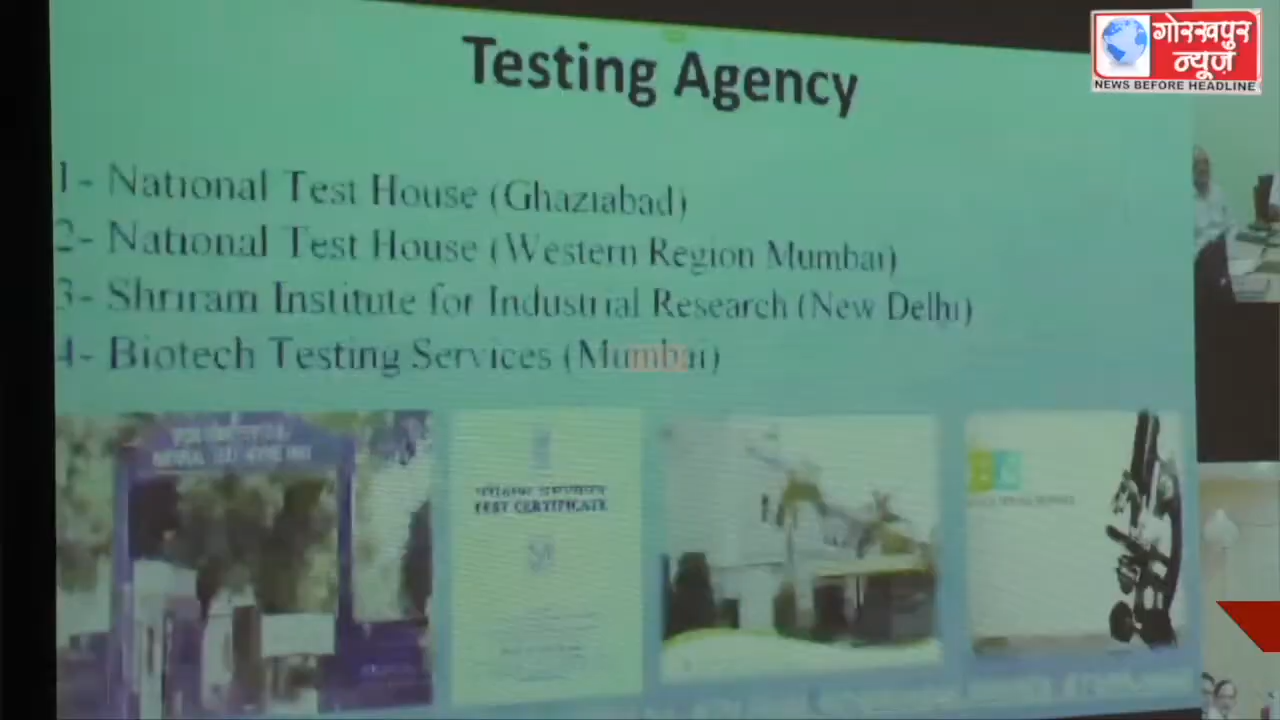 Testing Agency
गोरखपुर
न्यूज़
NEWS BEFORE HEADLINE
1- National Test House (Ghaziabad)
2- National Test House (Western Region Mumbai)
3- Shriram Institute for Industrial Research (New Delhi)
4- Biotech Testing Services (Mumbai)
TEST CERTIFICATE